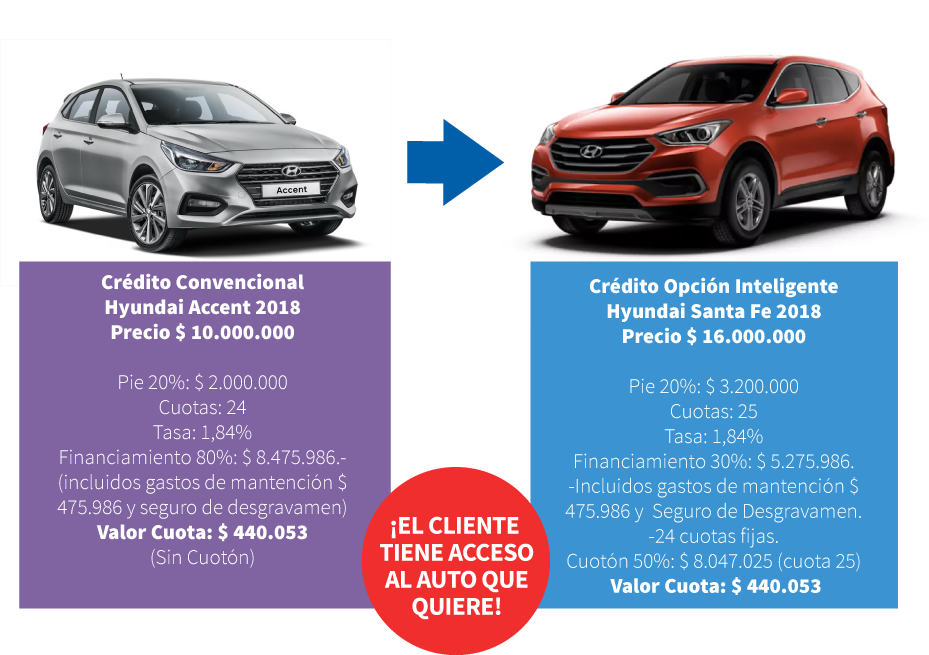 Accent
Crédito Convencional
Hyundai Accent 2018
Precio $ 10.000.000
Pie 20%: $ 2.000.000
Cuotas: 24
Tasa: 1,84%
Financiamiento 80%: $ 8.475.986.-
(incluidos gastos de mantención $
475.986 y seguro de desgravamen)
Valor Cuota: $ 440.053
(Sin Cuotón)
¡EL CLIENTE
TIENE ACCESO
AL AUTO QUE
QUIERE!
Crédito Opción Inteligente
Hyundai Santa Fe 2018
Precio $ 16.000.000
Pie 20%: $ 3.200.000
Cuotas: 25
Tasa: 1,84%
Financiamiento 30%: $ 5.275.986.
-Incluidos gastos de mantención $
475.986 y Seguro de Desgravamen.
-24 cuotas fijas.
Cuotón 50%: $ 8.047.025 (cuota 25)
Valor Cuota: $ 440.053